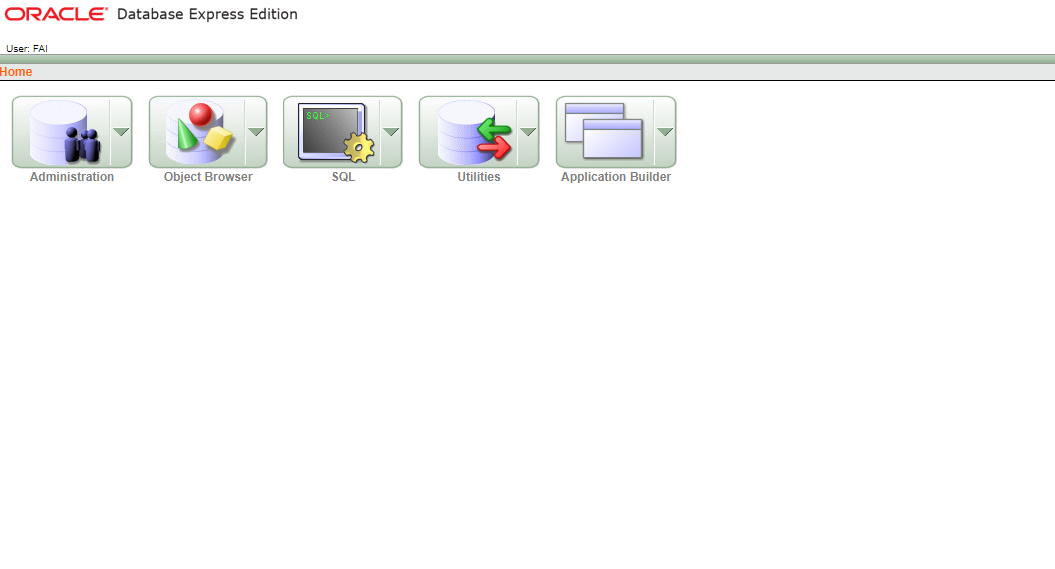 ORACLE® Database Express Edition
User: FAI
Home
SQL>
Administration Object Browser SQL Utilities Application Builder